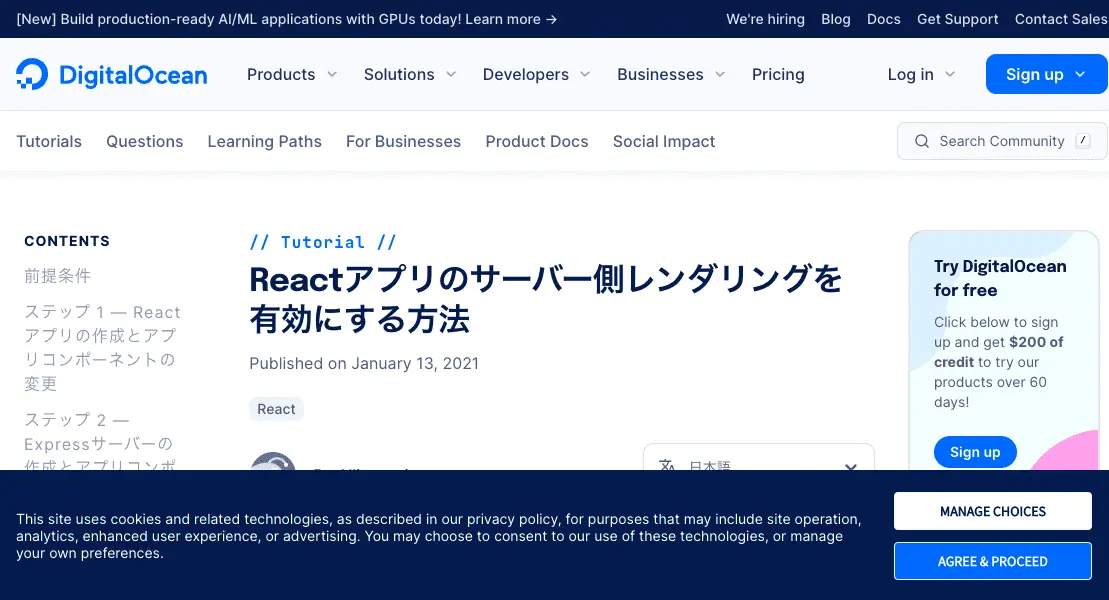 [New] Build production-ready AI/ML applications with GPUs today! Learn more →
We're hiring Blog Docs Get Support Contact Sales
DigitalOcean Products Solutions Developers Businesses Pricing Log in Sign up
Tutorials Questions Learning Paths For Businesses Product Docs Social Impact Search Community /
CONTENTS
前提条件
ステップ 1 — React
アプリの作成とアプ
リコンポーネントの
変更
ステップ 2 —
Expressサーバーの
作成とアプリコンポ
// Tutorial //
Reactアプリのサーバー側レンダリングを
有効にする方法
Published on January 13, 2021
React
日本語
Try DigitalOcean
for free
Click below to sign
up and get $200 of
credit to try our
products over 60
days!
Sign up
This site uses cookies and related technologies, as described in our privacy policy, for purposes that may include site operation,
analytics, enhanced user experience, or advertising. You may choose to consent to our use of these technologies, or manage
your own preferences.
MANAGE CHOICES
AGREE & PROCEED